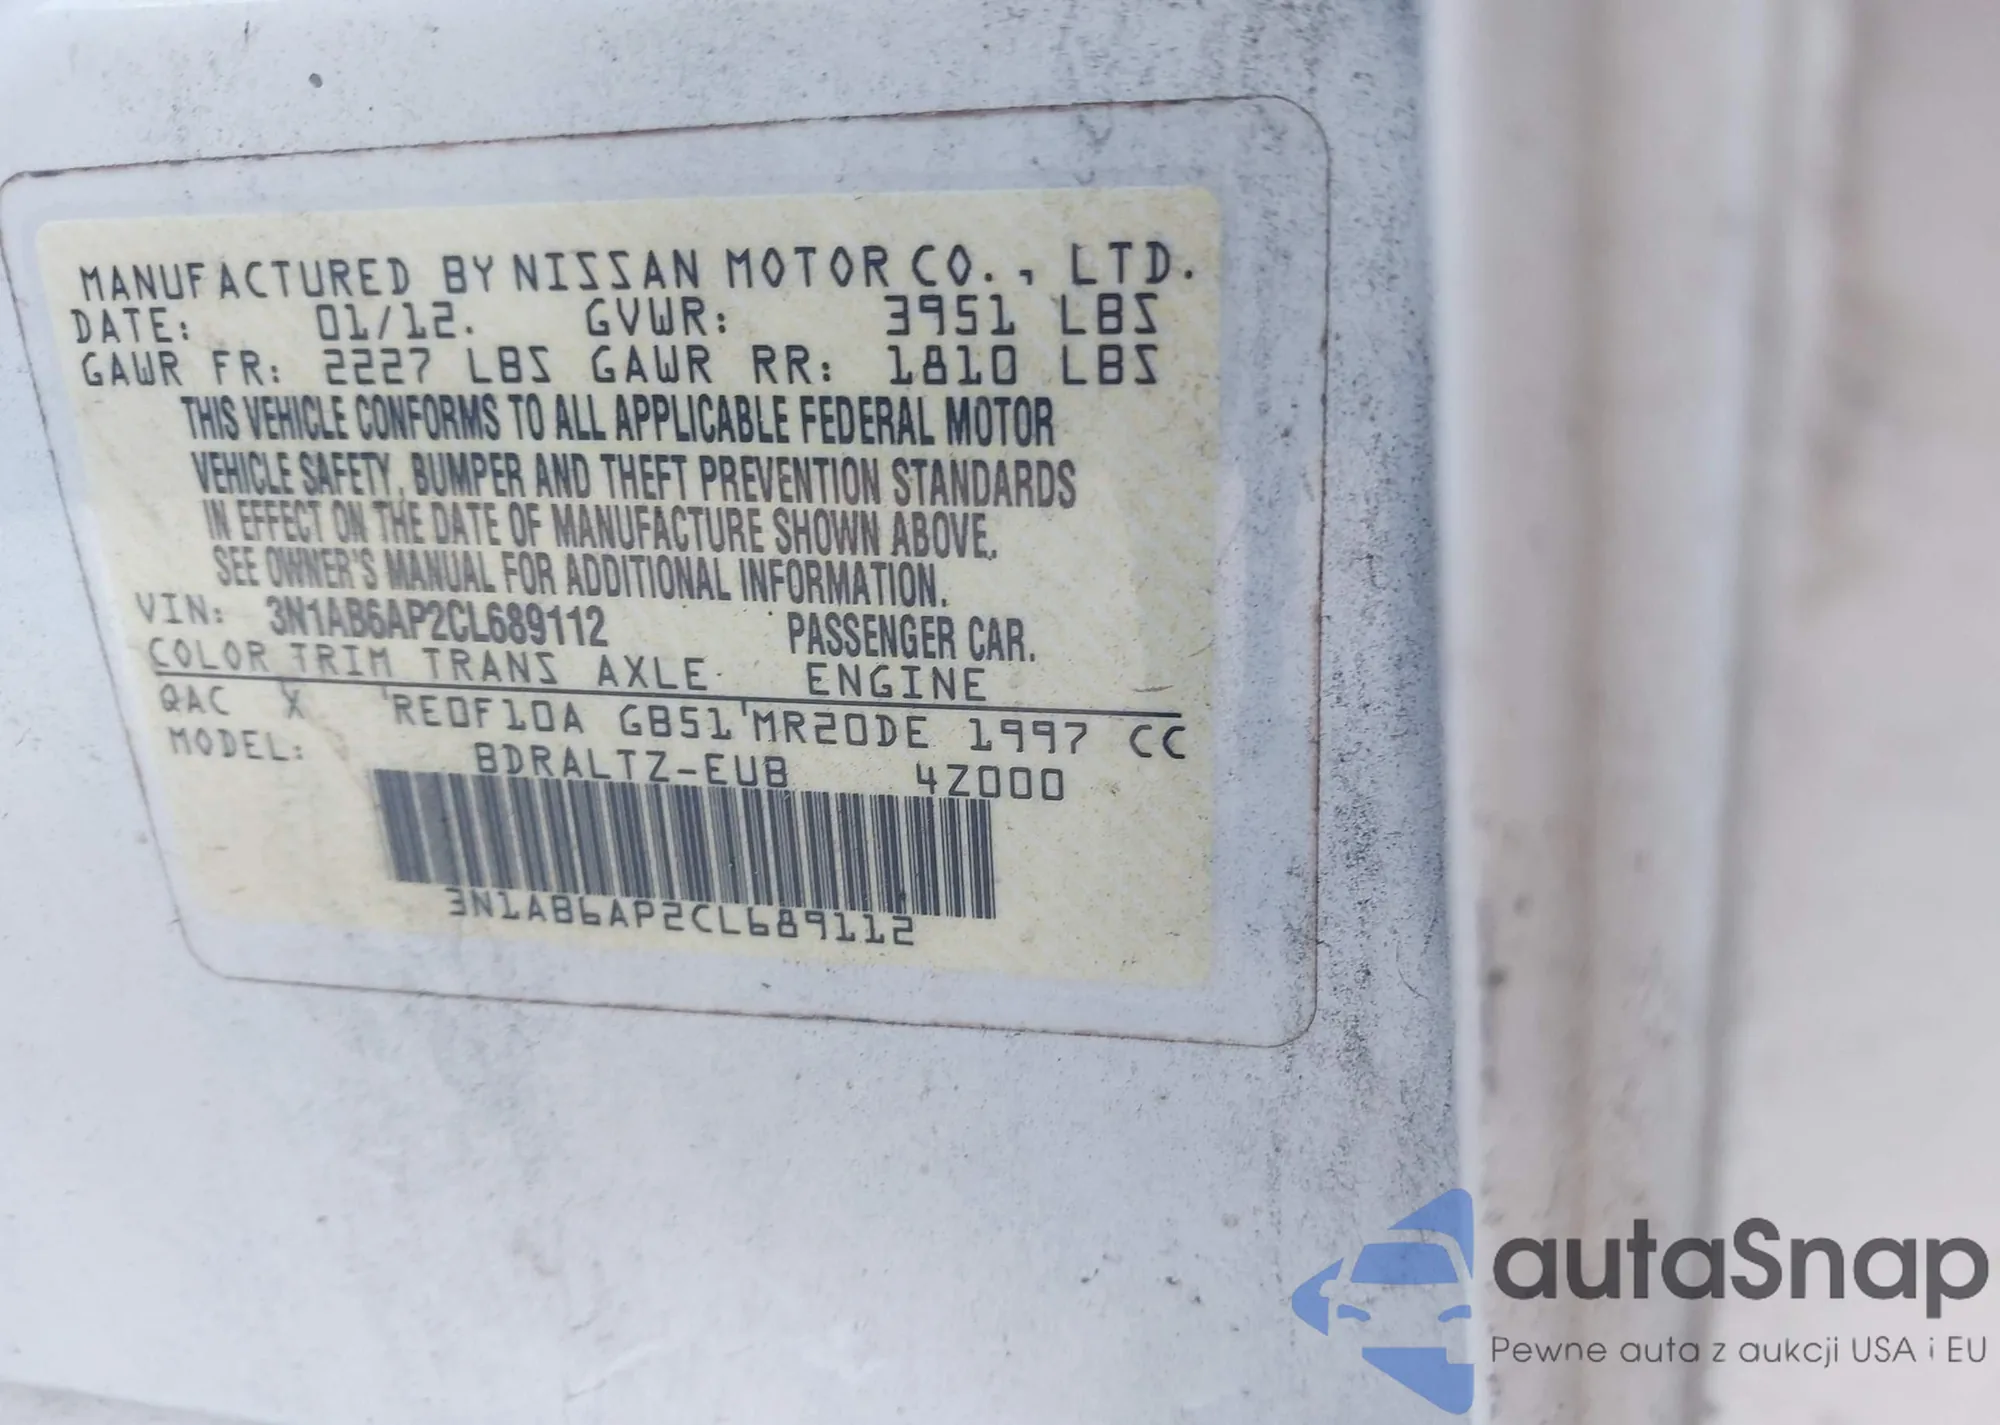 MANUFACTURED BY NISSAN MOTOR CO., LTD.
DATE: 01/12. GVWR: 3951 LBS
GAWR FR: 2227 LBS GAWR RR: 1810 LBS
THIS VEHICLE CONFORMS TO ALL APPLICABLE FEDERAL MOTOR
VEHICLE SAFETY, BUMPER AND THEFT PREVENTION STANDARDS
IN EFFECT ON THE DATE OF MANUFACTURE SHOWN ABOVE.
SEE OWNER'S MANUAL FOR ADDITIONAL INFORMATION.
VIN: 3N1AB6AP2CL689112 PASSENGER CAR.
COLOR TRIM TRANS AXLE ENGINE
QAC X 'RE0F10A GB51'MR20DE 1997 CC
MODEL: BDRALTZ-EUB 4Z000
3N1AB6AP2CL689112
autaSnap
Pewne auta z aukcji USA i EU